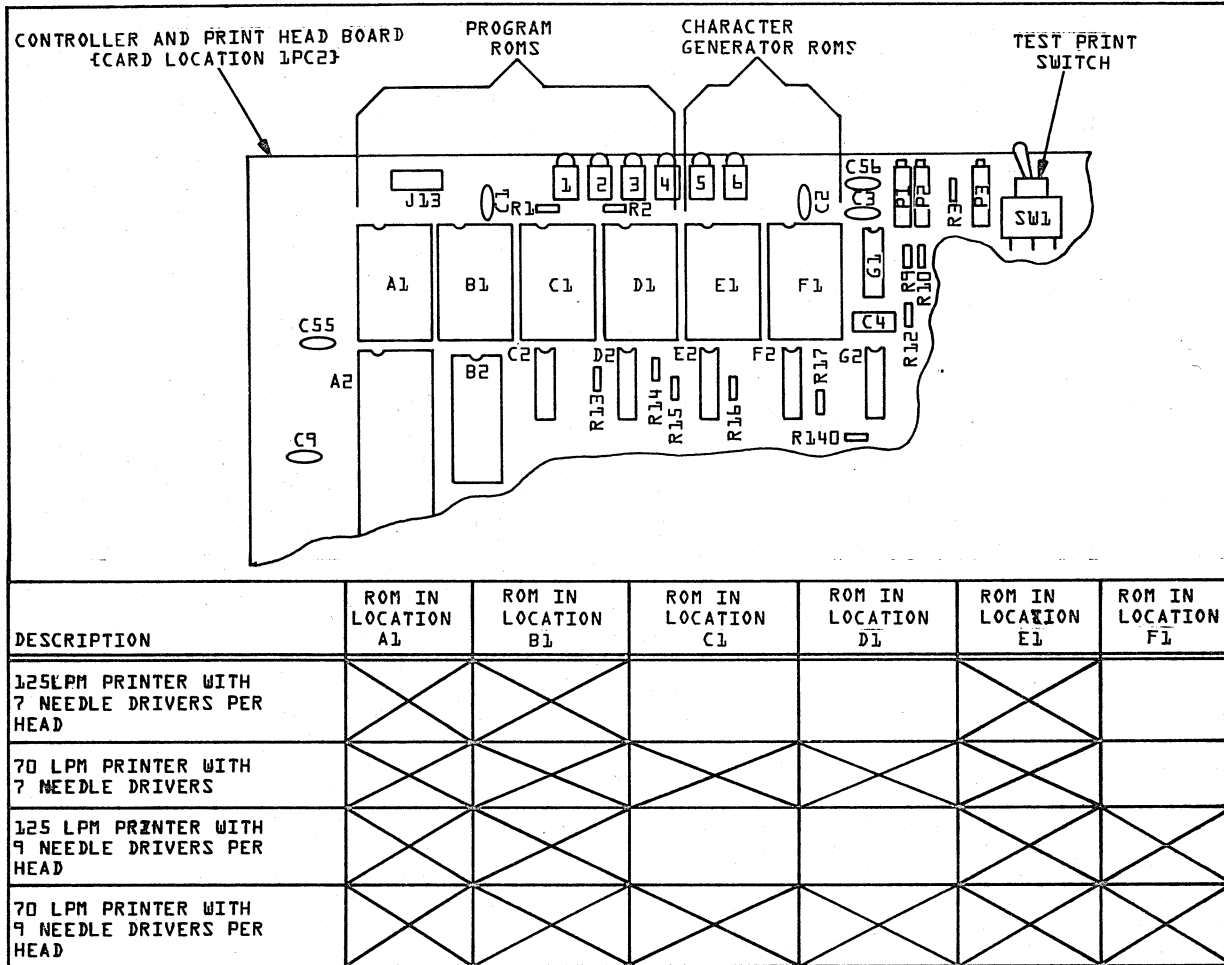 CONTROLLER AND PRINT HEAD BOARD
{CARD LOCATION 1PC2}
PROGRAM
ROMS
CHARACTER
GENERATOR ROMS
TEST PRINT
SWITCH
J13
C1
R1
1
2
3
4
5
6
R2
C2
C56
C3
P1
P2
R3
P3
SW1
A1
B1
C1
D1
E1
F1
G1
R9
R10
C4
R12
C55
A2
B2
C2
D2
E2
F2
G2
R13
R14
R15
R16
R17
R140
C9
DESCRIPTION
ROM IN
LOCATION
A1
ROM IN
LOCATION
B1
ROM IN
LOCATION
C1
ROM IN
LOCATION
D1
ROM IN
LOCATION
E1
ROM IN
LOCATION
F1
125LPM PRINTER WITH
7 NEEDLE DRIVERS PER
HEAD
70 LPM PRINTER WITH
7 NEEDLE DRIVERS
125 LPM PRINTER WITH
9 NEEDLE DRIVERS PER
HEAD
70 LPM PRINTER WITH
9 NEEDLE DRIVERS PER
HEAD